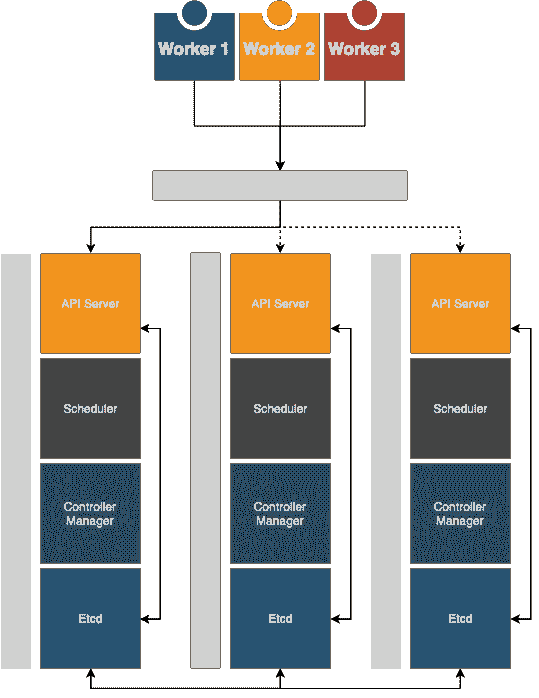 Worker 1
Worker 2
Worker 3
API Server
API Server
API Server
Scheduler
Scheduler
Scheduler
Controller
Manager
Controller
Manager
Controller
Manager
Etcd
Etcd
Etcd